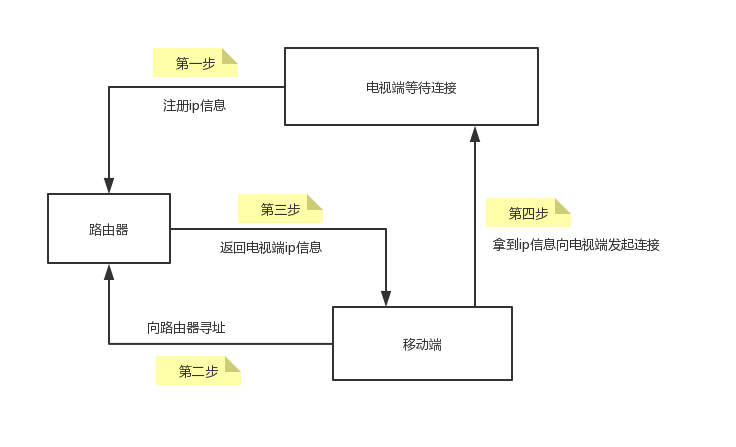 第一步
电视端等待连接
注册ip信息
第三步
第四步
路由器
返回电视端ip信息
拿到ip信息向电视端发起连接
向路由器寻址
移动端
第二步